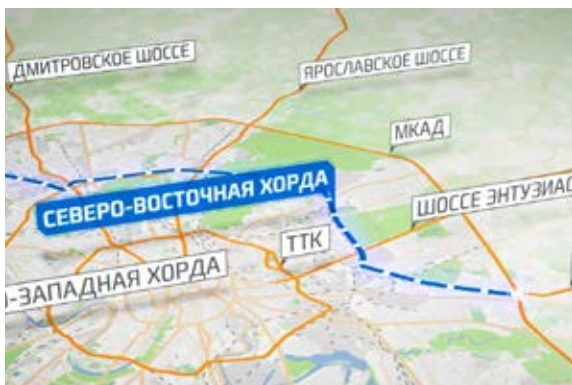 ДМИТРОВСКОЕ ШОССЕ
ЯРОСЛАВСКОЕ ШОССЕ
МКАД
СЕВЕРО-ВОСТОЧНАЯ ХОРДА
ШОССЕ ЭНТУЗИАС
ТТК
О-ЗАПАДНАЯ ХОРДА